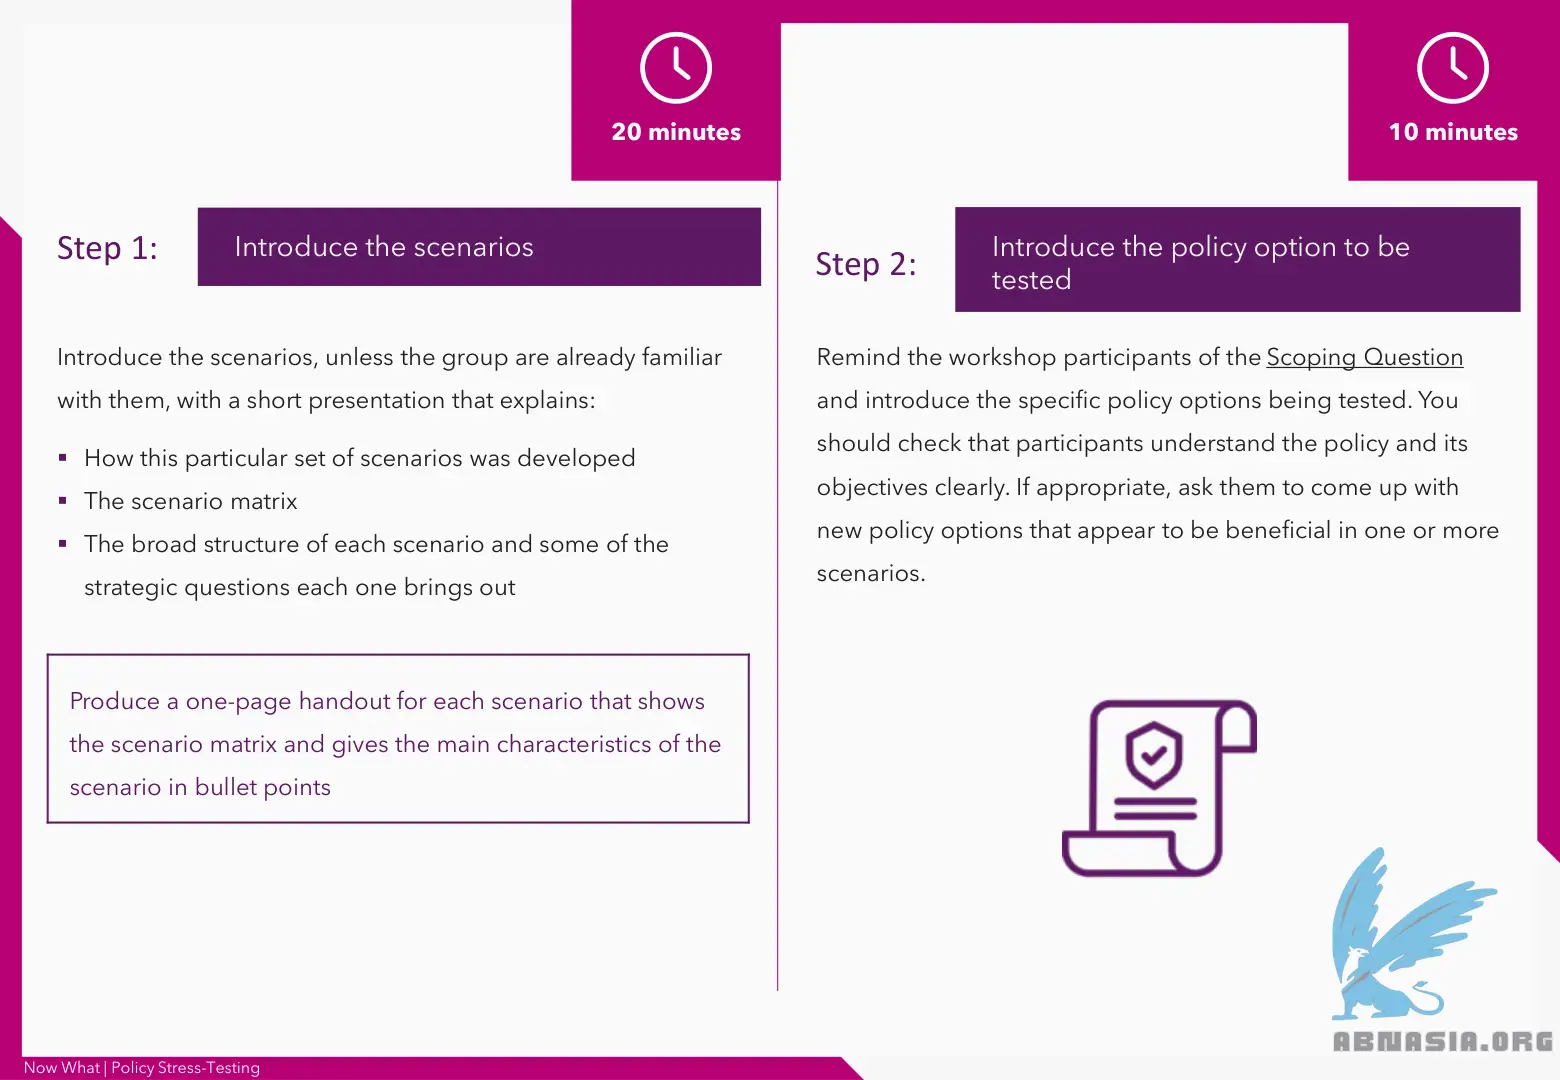 20 minutes
Step 1:
Introduce the scenarios
Introduce the scenarios, unless the group are already familiar
with them, with a short presentation that explains:
▪ How this particular set of scenarios was developed
▪ The scenario matrix
▪ The broad structure of each scenario and some of the
strategic questions each one brings out
Produce a one-page handout for each scenario that shows
the scenario matrix and gives the main characteristics of the
scenario in bullet points
10 minutes
Step 2:
Introduce the policy option to be
tested
Remind the workshop participants of the Scoping Question
and introduce the specific policy options being tested. You
should check that participants understand the policy and its
objectives clearly. If appropriate, ask them to come up with
new policy options that appear to be beneficial in one or more
scenarios.
ABNASIA.ORG
Now What | Policy Stress-Testing